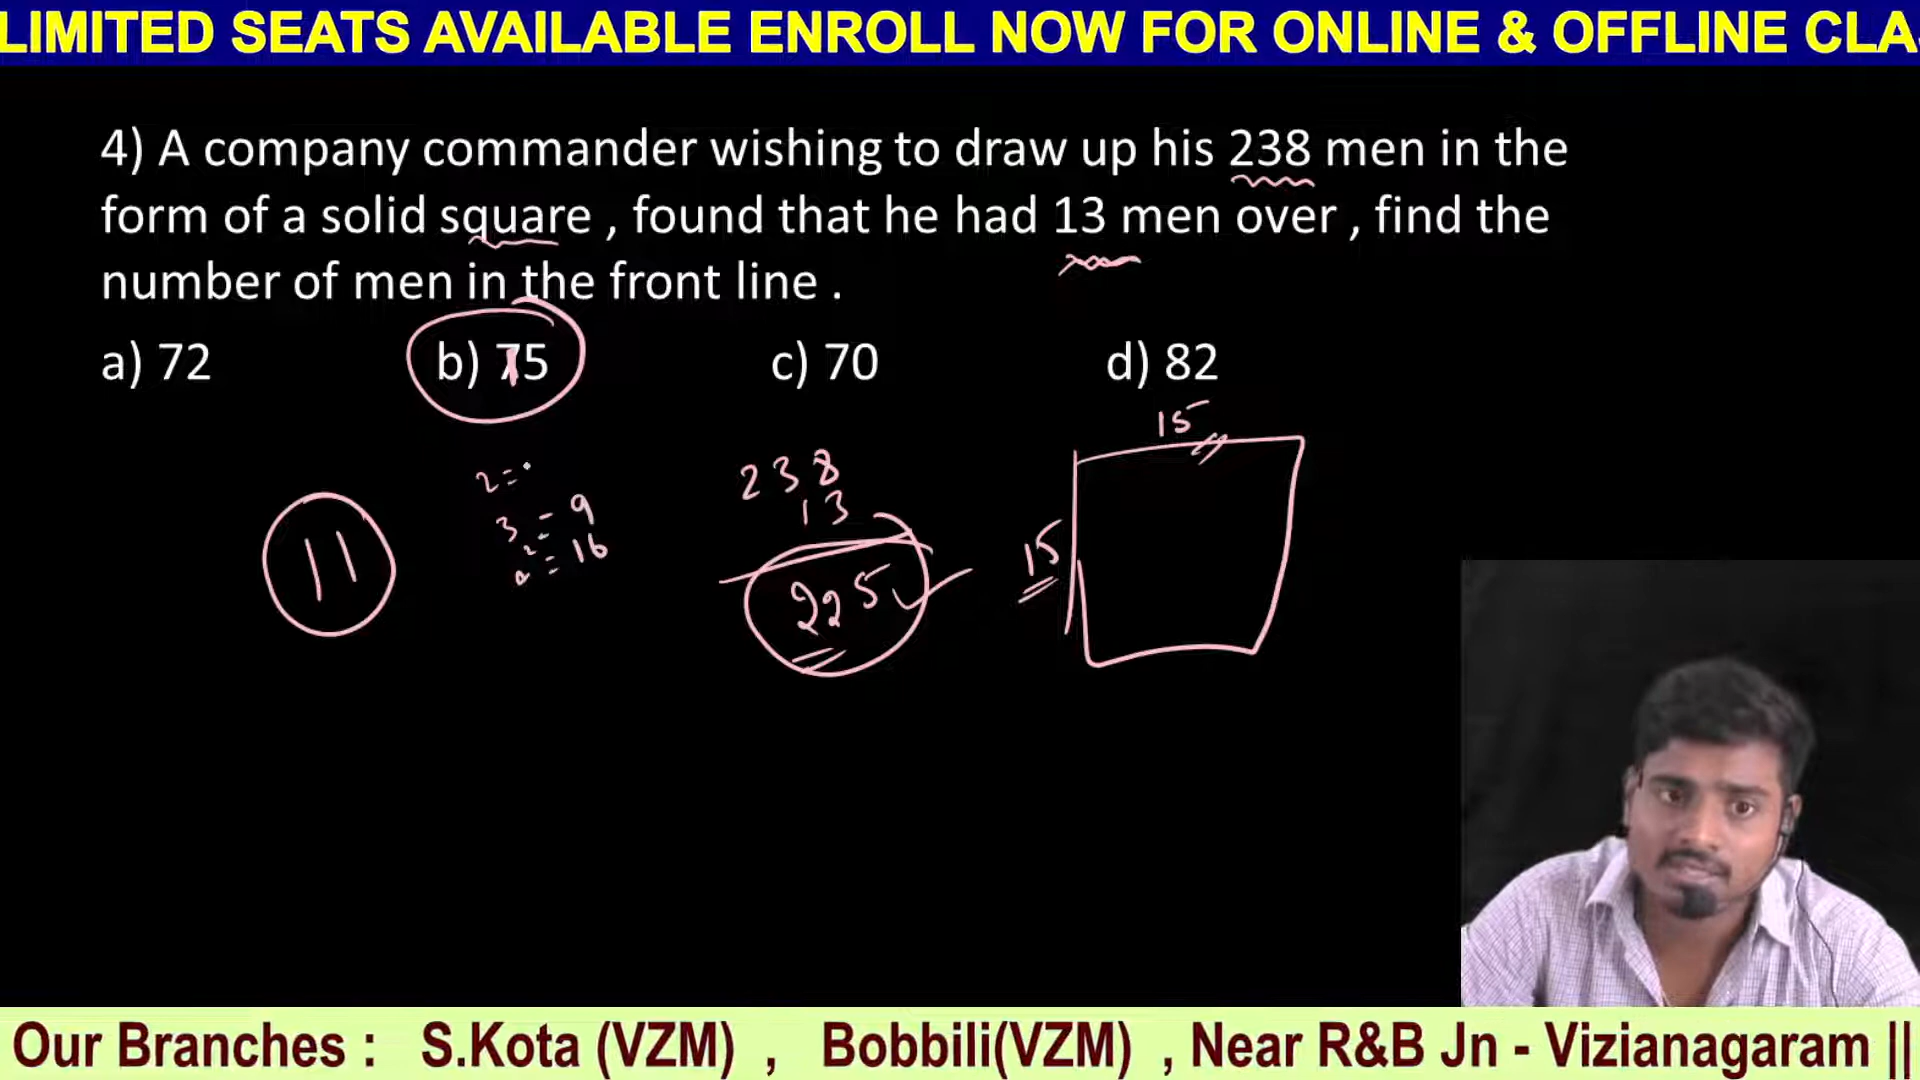 LIMITED SEATS AVAILABLE ENROLL NOW FOR ONLINE & OFFLINE CLA
4) A company commander wishing to draw up his 238 men in the
form of a solid square , found that he had 13 men over , find the
number of men in the front line .
a) 72 b) 15 c) 70 d) 82
15
238
13
225
15
11
2 =
3 = 9
= 16
Our Branches : S.Kota (VZM) , Bobbili(VZM) , Near R&B Jn - Vizianagaram ||